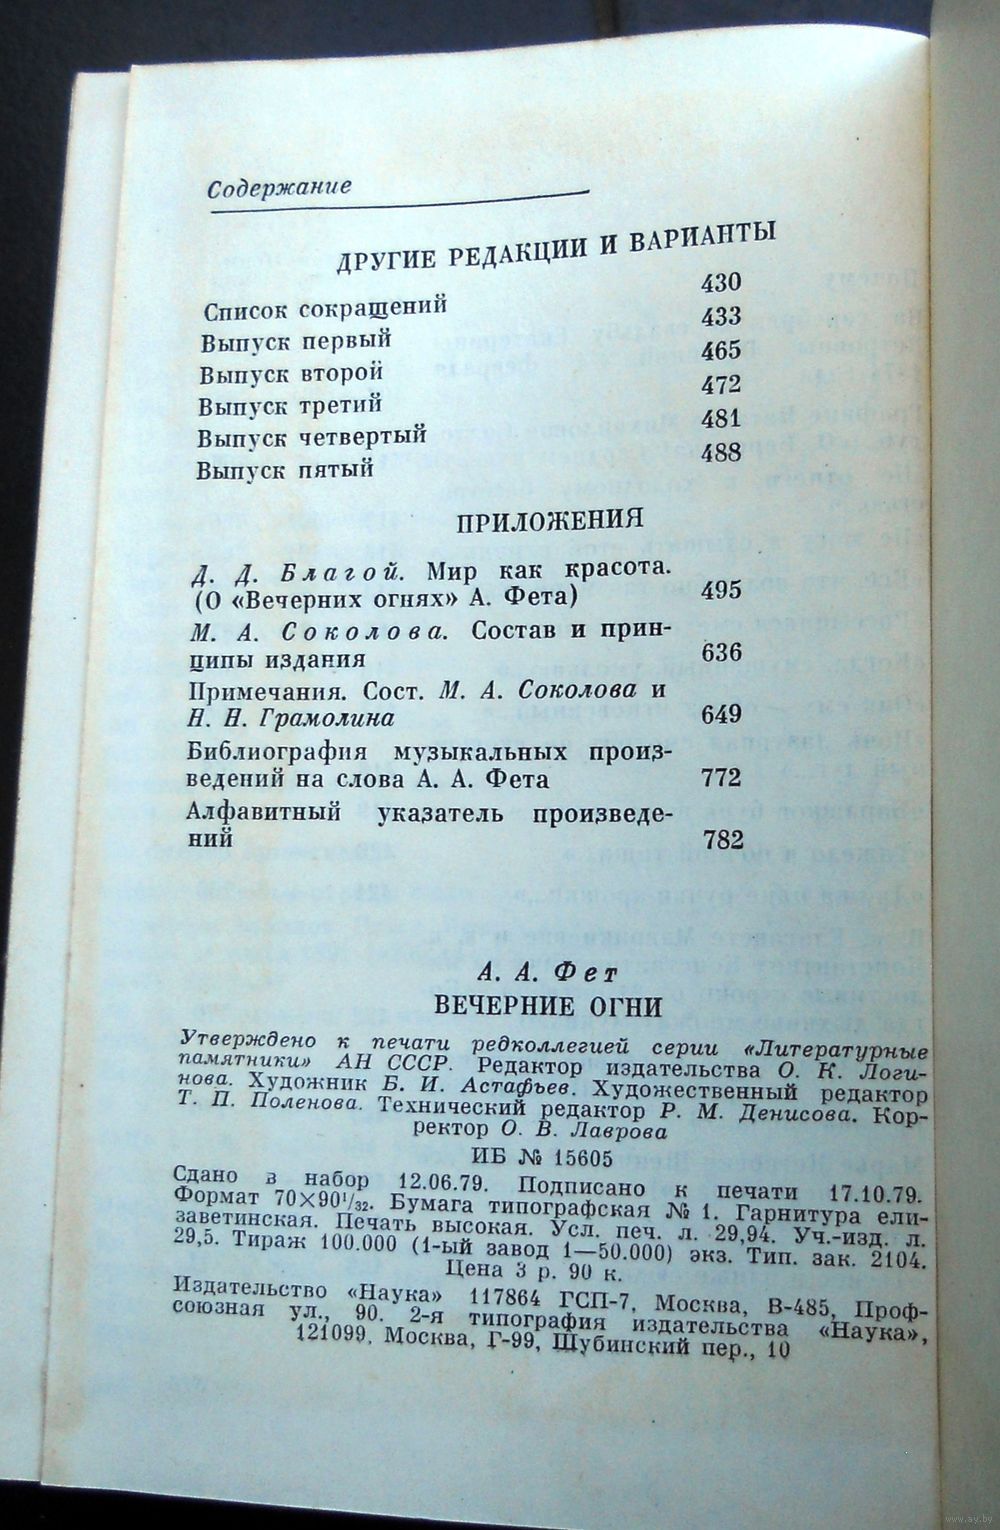 Содержание
ДРУГИЕ РЕДАКЦИИ И ВАРИАНТЫ
Список сокращений 430
Выпуск первый 433
Выпуск второй 465
Выпуск третий 472
Выпуск четвертый 481
Выпуск пятый 488
ПРИЛОЖЕНИЯ
Д. Д. Благой. Мир как красота.
(О «Вечерних огнях» А. Фета) 495
М. А. Соколова. Состав и прин-
ципы издания 636
Примечания. Сост. М. А. Соколова и
Н. Н. Грамолина 649
Библиография музыкальных произ-
ведений на слова А. А. Фета 772
Алфавитный указатель произведе-
ний 782
А. А. Фет
ВЕЧЕРНИЕ ОГНИ
Утверждено к печати редколлегией серии «Литературные
памятники» АН СССР. Редактор издательства О. К. Логи-
нова. Художник Б. И. Астафьев. Художественный редактор
Т. П. Поленова. Технический редактор Р. М. Денисова. Кор-
ректор О. В. Лаврова
ИБ № 15605
Сдано в набор 12.06.79. Подписано к печати 17.10.79.
Формат 70×90¹/₃₂. Бумага типографская № 1. Гарнитура ели-
заветинская. Печать высокая. Усл. печ. л. 29,94. Уч.-изд. л.
29,5. Тираж 100.000 (1-ый завод 1—50.000) экз. Тип. зак. 2104.
Цена 3 р. 90 к.
Издательство «Наука» 117864 ГСП-7, Москва, В-485, Проф-
союзная ул., 90. 2-я типография издательства «Наука»,
121099, Москва, Г-99, Шубинский пер., 10
www.ay.by